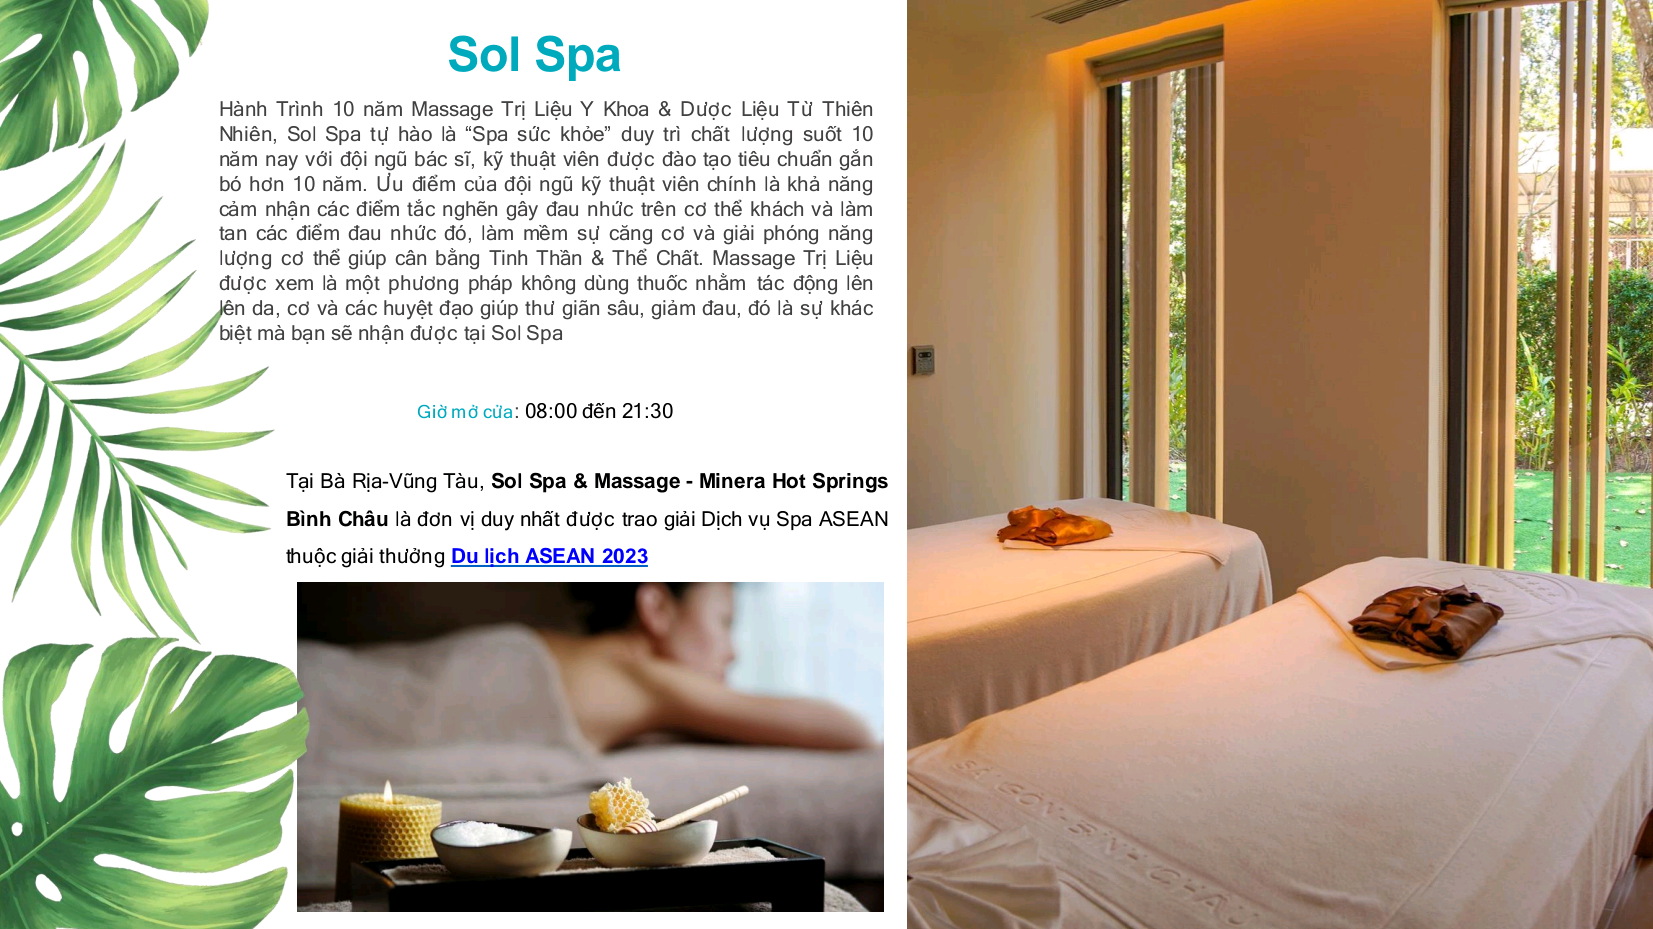 Sol Spa
Hành Trình 10 năm Massage Trị Liệu Y Khoa & Dược Liệu Từ Thiên
Nhiên, Sol Spa tự hào là “Spa sức khỏe” duy trì chất lượng suốt 10
năm nay với đội ngũ bác sĩ, kỹ thuật viên được đào tạo tiêu chuẩn gắn
bó hơn 10 năm. Ưu điểm của đội ngũ kỹ thuật viên chính là khả năng
cảm nhận các điểm tắc nghẽn gây đau nhức trên cơ thể khách và làm
tan các điểm đau nhức đó, làm mềm sự căng cơ và giải phóng năng
lượng cơ thể giúp cân bằng Tinh Thần & Thể Chất. Massage Trị Liệu
được xem là một phương pháp không dùng thuốc nhằm tác động lên
lên da, cơ và các huyệt đạo giúp thư giãn sâu, giảm đau, đó là sự khác
biệt mà bạn sẽ nhận được tại Sol Spa
Giờ mở cửa: 08:00 đến 21:30
Tại Bà Rịa-Vũng Tàu, Sol Spa & Massage - Minera Hot Springs
Bình Châu là đơn vị duy nhất được trao giải Dịch vụ Spa ASEAN
thuộc giải thưởng Du lịch ASEAN 2023
SÀI GÒN - BÌNH CHÂU